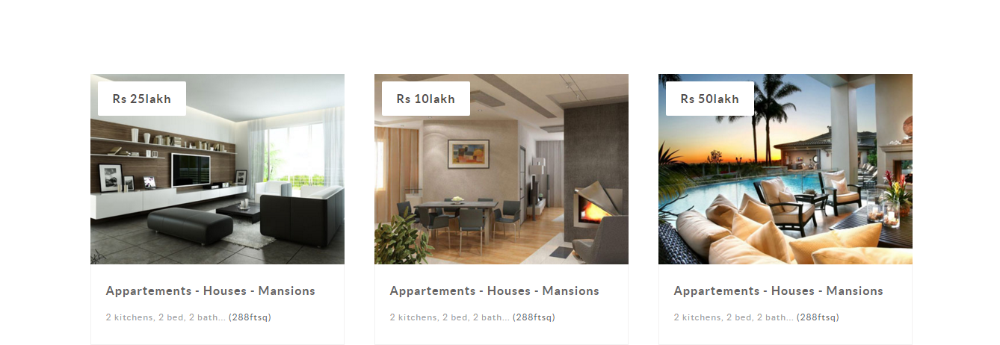 Rs 25lakh
Rs 10lakh
Rs 50lakh
Appartements - Houses - Mansions
Appartements - Houses - Mansions
Appartements - Houses - Mansions
2 kitchens, 2 bed, 2 bath... (288ftsq)
2 kitchens, 2 bed, 2 bath... (288ftsq)
2 kitchens, 2 bed, 2 bath... (288ftsq)